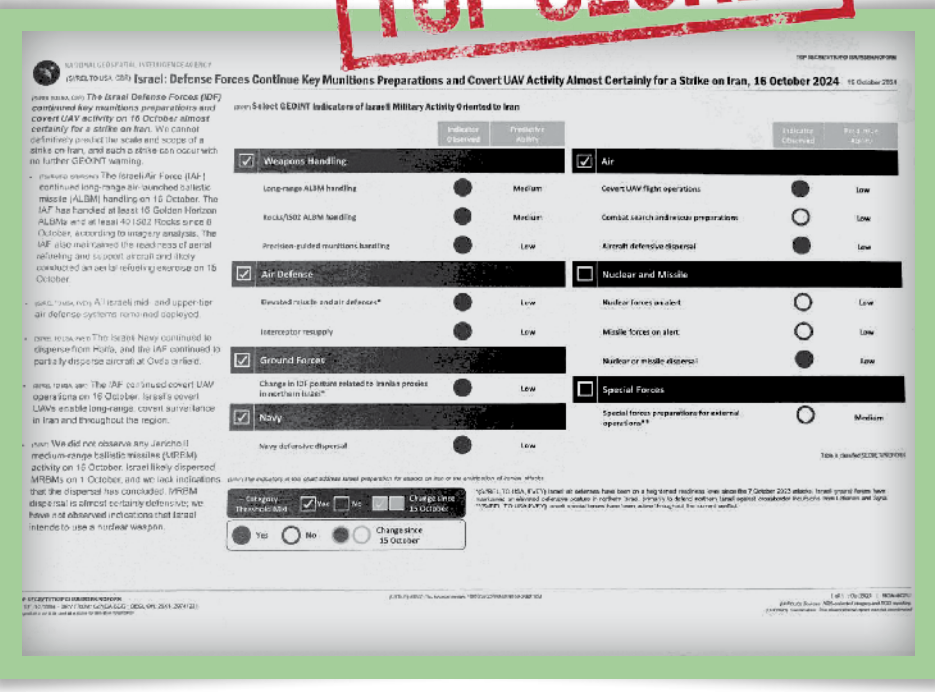 TOP SECRET
NATIONAL GEOSPATIAL-INTELLIGENCE AGENCY
Israel: Defense Forces Continue Key Munitions Preparations and Covert UAV Activity Almost Certainly for a Strike on Iran, 16 October 2024
16 October 2024
The Israel Defense Forces (IDF)
continued key munitions preparations and
covert UAV activity on 16 October almost
certainly for a strike on Iran. We cannot
definitively predict the scale and scope of a
strike on Iran, and such a strike can occur with
no further GEOINT warning.
The Israeli Air Force (IAF)
continued long-range air-launched ballistic
missile (ALBM) handling on 16 October. The
IAF has handled at least 16 Golden Horizon
ALBMs and at least 40 IS02 Rocks since 8
October, according to imagery analysis. The
IAF also maintained the readiness of aerial
refueling and support aircraft and likely
conducted an aerial refueling exercise on 16
October.
All Israeli mid- and upper-tier
air defense systems remained deployed.
The Israeli Navy continued to
disperse from Haifa, and the IAF continued to
partially disperse aircraft at Ovda airfield.
The IAF continued covert UAV
operations on 16 October. Israel's covert
UAVs enable long-range, covert surveillance
in Iran and throughout the region.
We did not observe any Jericho II
medium-range ballistic missiles (MRBM)
activity on 16 October. Israel likely dispersed
MRBMs on 1 October, and we lack indications
that the dispersal has concluded. MRBM
dispersal is almost certainly defensive; we
have not observed indications that Israel
intends to use a nuclear weapon.
Select GEOINT Indicators of Israeli Military Activity Oriented to Iran
Indicator Observed
Predictive Ability
Weapons Handling
Long-range ALBM handling
Medium
Rocks/IS02 ALBM handling
Medium
Precision-guided munitions handling
Low
Air Defense
Elevated missile and air defenses*
Low
Interceptor resupply
Low
Ground Forces
Change in IDF posture related to Iranian proxies
in northern Israel*
Low
Navy
Navy defensive dispersal
Low
Indicator Observed
Air
Covert UAV flight operations
Low
Combat search and rescue preparations
Low
Aircraft defensive dispersal
Low
Nuclear and Missile
Nuclear forces on alert
Low
Missile forces on alert
Low
Nuclear or missile dispersal
Low
Special Forces
Special forces preparations for external
operations**
Medium
Category
Threshold Met
Yes
No
Change since
15 October
Yes
No
Change since
15 October